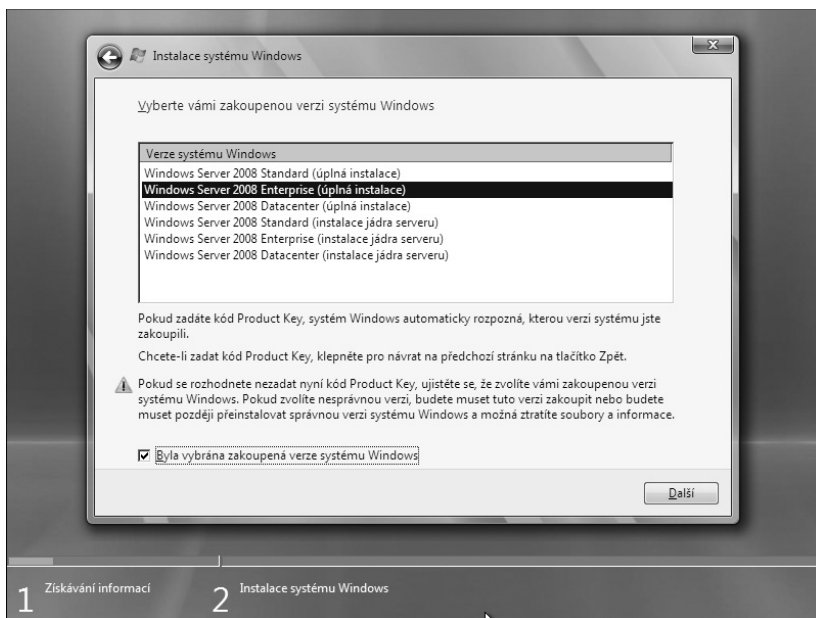 Instalace systému Windows
Vyberte vámi zakoupenou verzi systému Windows
Verze systému Windows
Windows Server 2008 Standard (úplná instalace)
Windows Server 2008 Enterprise (úplná instalace)
Windows Server 2008 Datacenter (úplná instalace)
Windows Server 2008 Standard (instalace jádra serveru)
Windows Server 2008 Enterprise (instalace jádra serveru)
Windows Server 2008 Datacenter (instalace jádra serveru)
Pokud zadáte kód Product Key, systém Windows automaticky rozpozná, kterou verzi systému jste
zakoupili.
Chcete-li zadat kód Product Key, klepněte pro návrat na předchozí stránku na tlačítko Zpět.
Pokud se rozhodnete nezadat nyní kód Product Key, ujistěte se, že zvolíte vámi zakoupenou verzi
systému Windows. Pokud zvolíte nesprávnou verzi, budete muset tuto verzi zakoupit nebo budete
muset později přeinstalovat správnou verzi systému Windows a možná ztratíte soubory a informace.
Byla vybrána zakoupená verze systému Windows
Další
1 Získávání informací
2 Instalace systému Windows